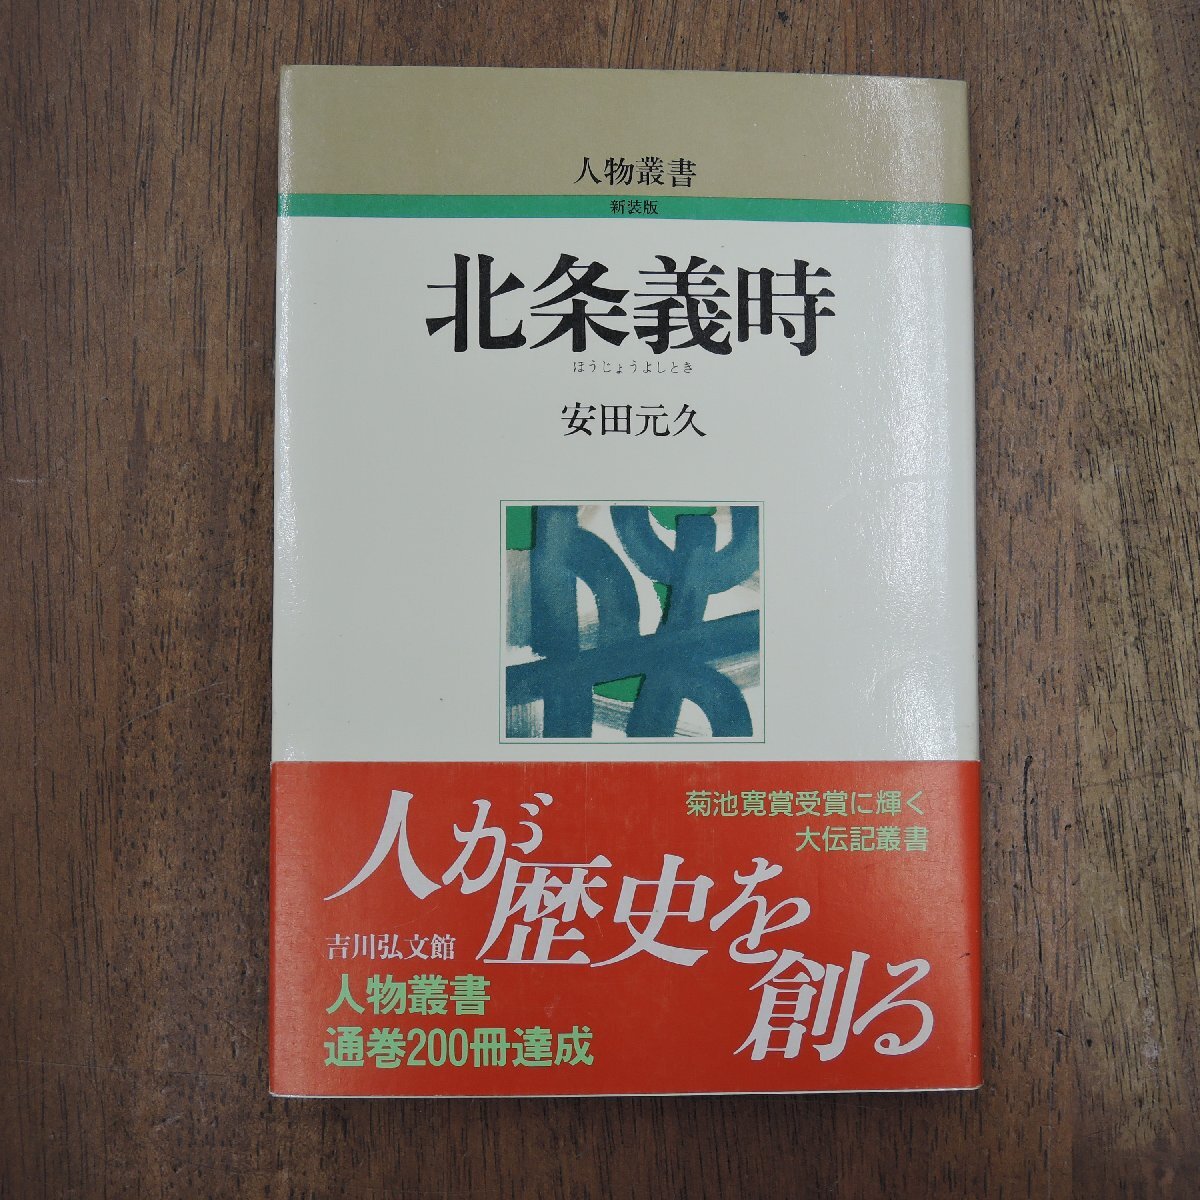 人物叢書
新装版
北条義時
ほうじょうよしとき
安田元久
菊池寛賞受賞に輝く
大伝記叢書
人が
歴史を
創る
吉川弘文館
人物叢書
通巻200冊達成